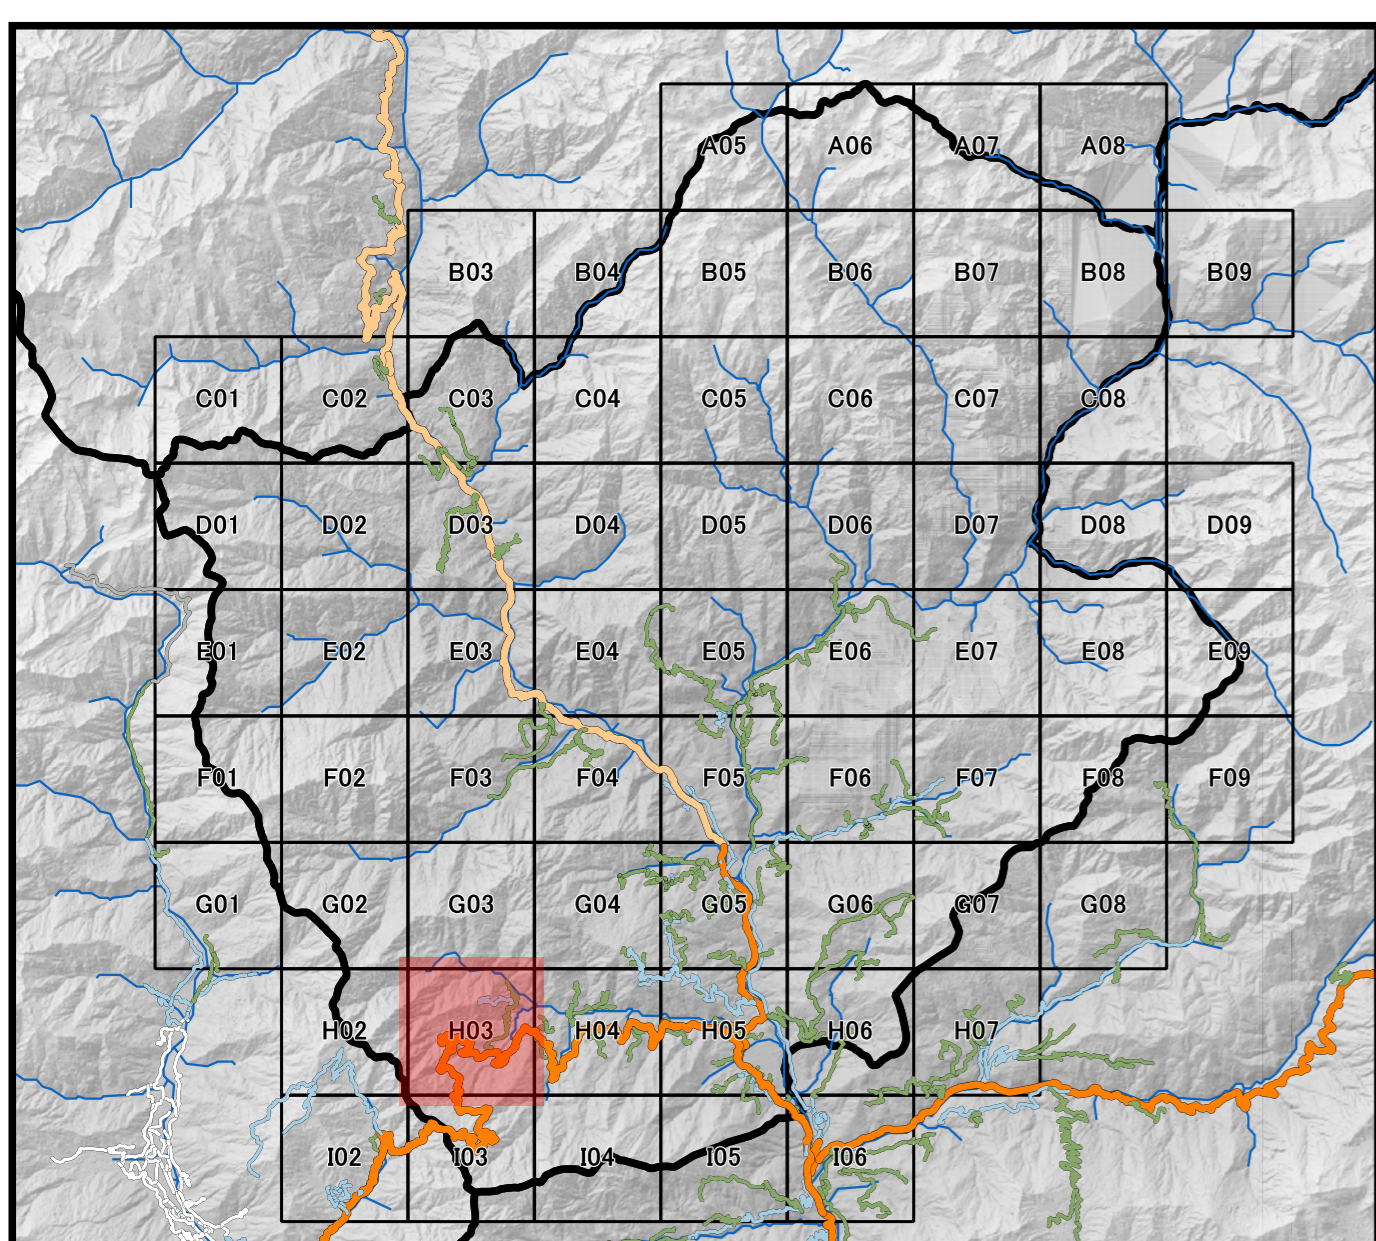 A05 A06 A07 A08
B03 B04 B05 B06 B07 B08 B09
C01 C02 C03 C04 C05 C06 C07 C08
D01 D02 D03 D04 D05 D06 D07 D08 D09
E01 E02 E03 E04 E05 E06 E07 E08 E09
F01 F02 F03 F04 F05 F06 F07 F08 F09
G01 G02 G03 G04 G05 G06 G07 G08
H02 H03 H04 H05 H06 H07
I02 I03 I04 I05 I06